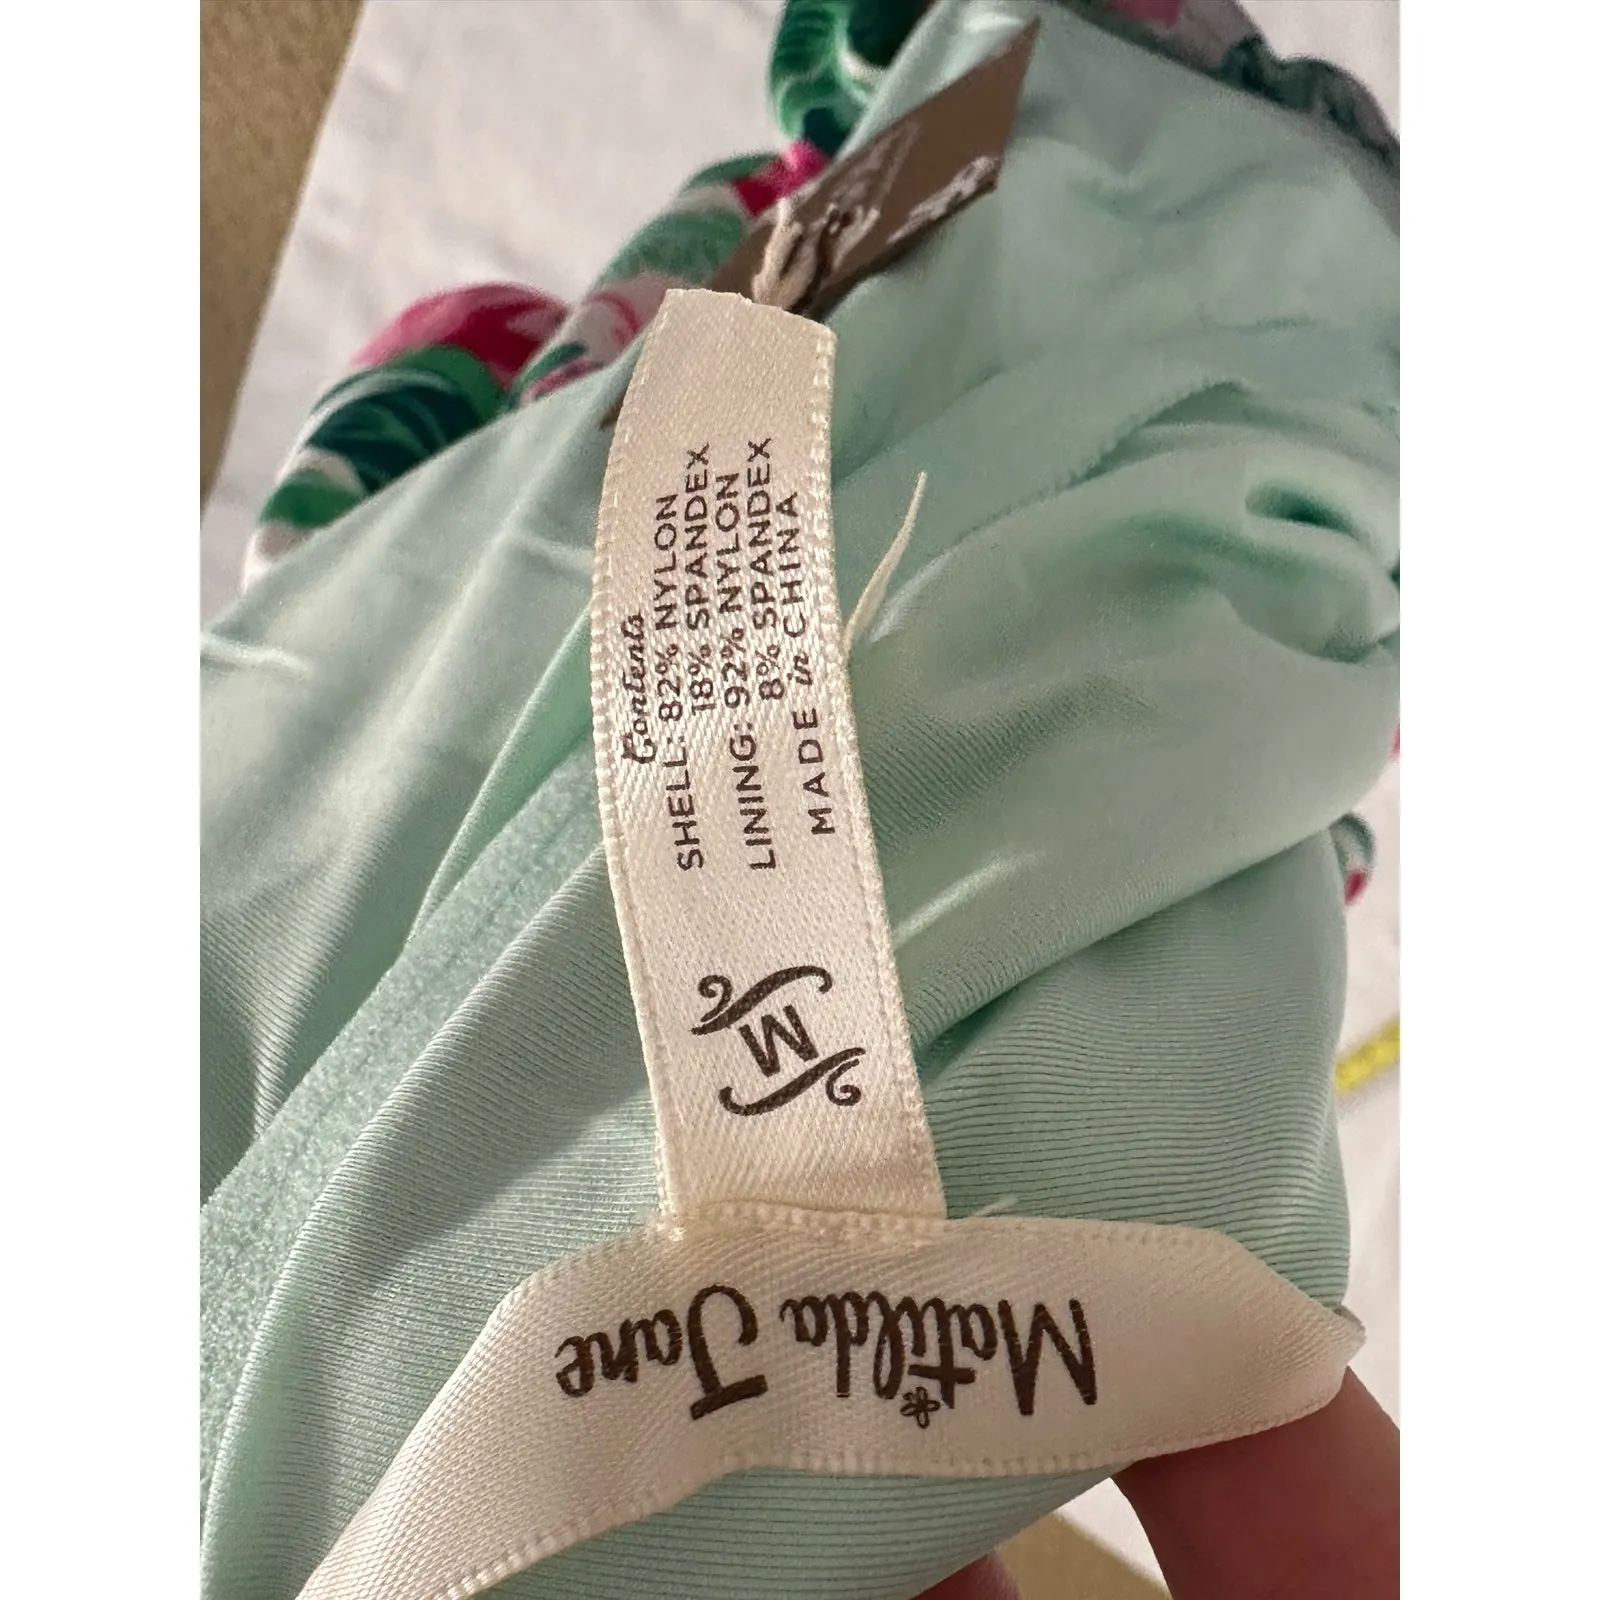 Contents
SHELL: 82% NYLON
18% SPANDEX
LINING: 92% NYLON
8% SPANDEX
MADE in CHINA
M
Matilda Jane